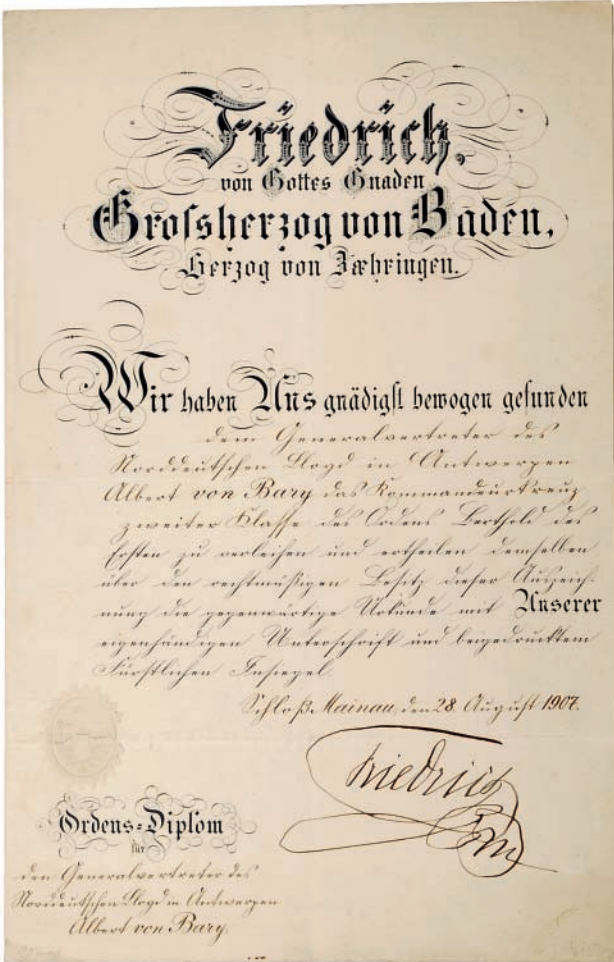 Friedrich,
von Gottes Gnaden
Grossherzog von Baden,
Herzog von Zæhringen.
Wir haben Uns gnädigst bewogen gefunden
dem Generalvertreter des
Norddeutschen Lloyd in Antwerpen
Albert von Bary das Kommandeurkreuz
zweiter Klasse des Ordens Berthold des
Ersten zu verleihen und ertheilen demselben
über den rechtmäßigen Besitz dieser Auszeich-
nung die gegenwärtige Urkunde mit Unserer
eigenhändigen Unterschrift und beigedrucktem
Fürstlichen Insiegel.
Schloß Mainau, den 28. August 1907.
Friedrich
Ordens-Diplom
für
den Generalvertreter des
Norddeutschen Lloyd in Antwerpen
Albert von Bary.